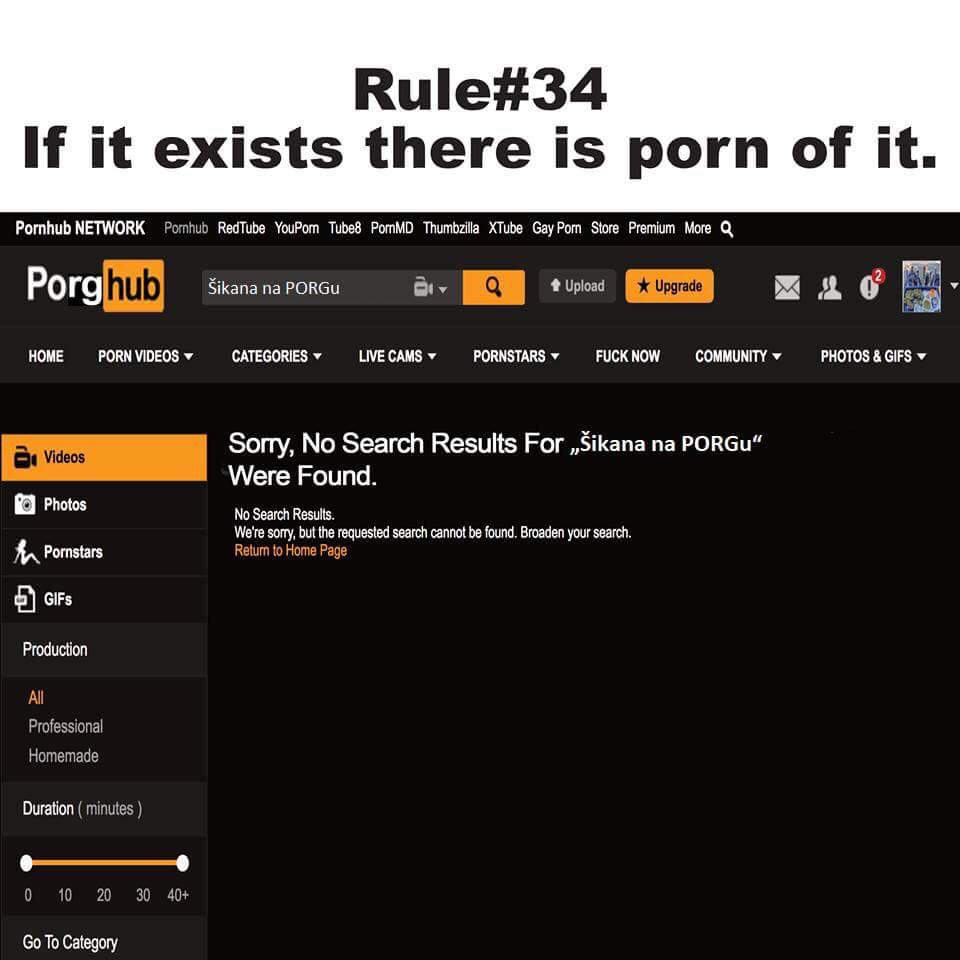 Rule#34
If it exists there is porn of it.
Pornhub NETWORK Pornhub RedTube YouPorn Tube8 PornMD Thumbzilla XTube Gay Porn Store Premium More
Porghub Šikana na PORGu Upload Upgrade 2
HOME PORN VIDEOS CATEGORIES LIVE CAMS PORNSTARS FUCK NOW COMMUNITY PHOTOS & GIFS
Videos
Photos
Pornstars
GIFs
Production
All
Professional
Homemade
Duration ( minutes )
0 10 20 30 40+
Go To Category
Sorry, No Search Results For „Šikana na PORGu“
Were Found.
No Search Results.
We're sorry, but the requested search cannot be found. Broaden your search.
Return to Home Page